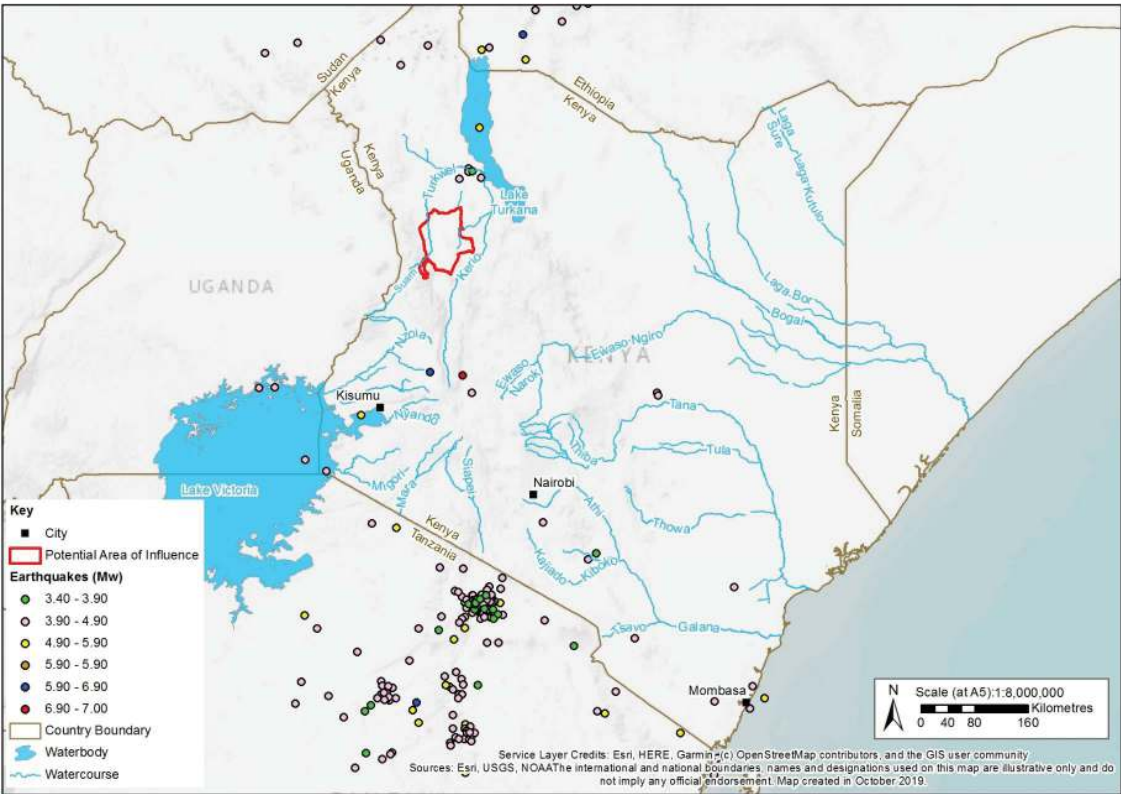 Sudan
Kenya
Ethiopia
Kenya
Laga Sure
Laga Kutulo
Kenya
Uganda
Turkwel
Lake
Turkana
UGANDA
Suam
Kerio
Laga-Bor
Bogal
Nzoia
Ewaso Ngiro
KENYA
Ewaso
Narok
Kisumu
Nyando
Tana
Kenya
Somalia
Thiba
Tula
Migori
Mara
Siapei
Nairobi
Lake Victoria
Athi
Thowa
Kenya
Tanzania
Kajiado
Kiboko
Tsavo
Galana
Mombasa
Key
City
Potential Area of Influence
Earthquakes (Mw)
3.40 - 3.90
3.90 - 4.90
4.90 - 5.90
5.90 - 5.90
5.90 - 6.90
6.90 - 7.00
Country Boundary
Waterbody
Watercourse
N
Scale (at A5):1:8,000,000
Kilometres
0 40 80 160
Service Layer Credits: Esri, HERE, Garmin, (c) OpenStreetMap contributors, and the GIS user community
Sources: Esri, USGS, NOAAThe international and national boundaries, names and designations used on this map are illustrative only and do
not imply any official endorsement. Map created in October 2019.